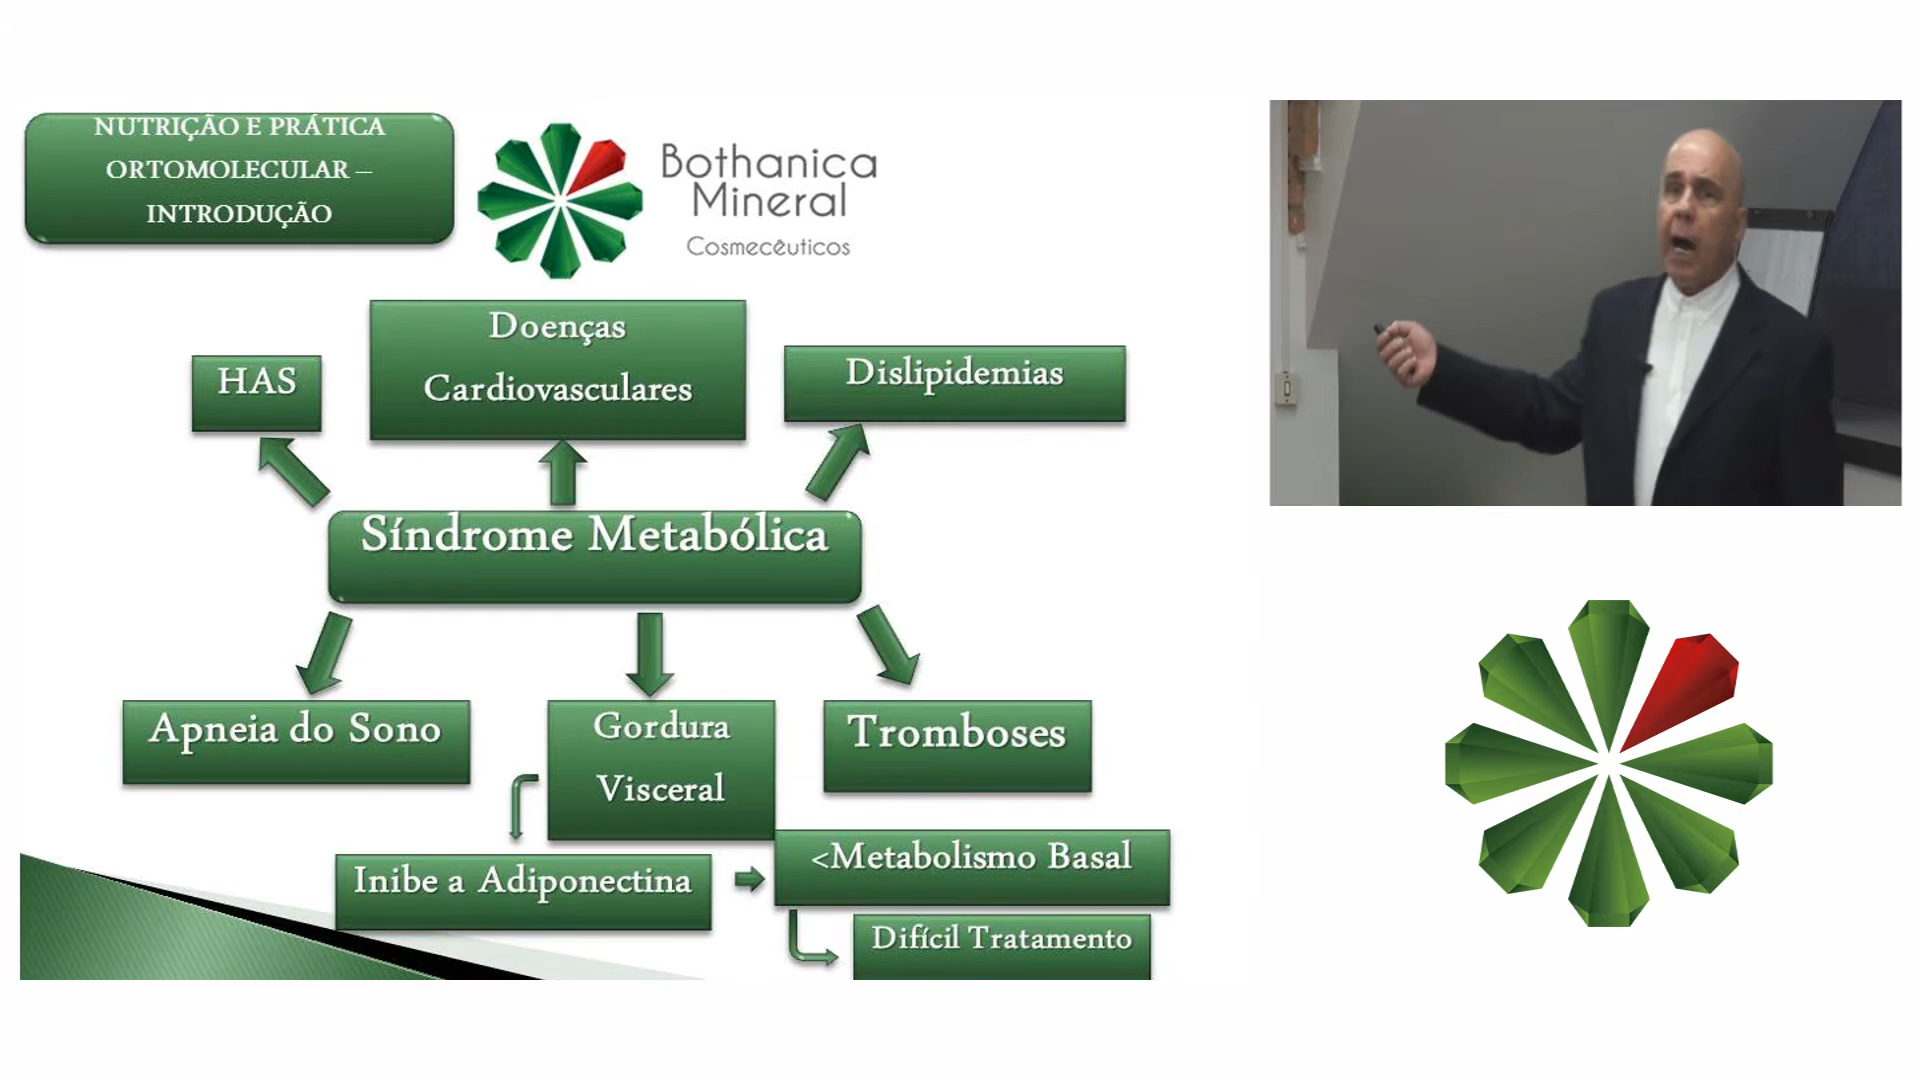 NUTRIÇÃO E PRÁTICA
ORTOMOLECULAR –
INTRODUÇÃO
Bothanica
Mineral
Cosmecêuticos
HAS
Doenças
Cardiovasculares
Dislipidemias
Síndrome Metabólica
Apneia do Sono
Gordura
Visceral
Tromboses
Inibe a Adiponectina
<Metabolismo Basal
Difícil Tratamento